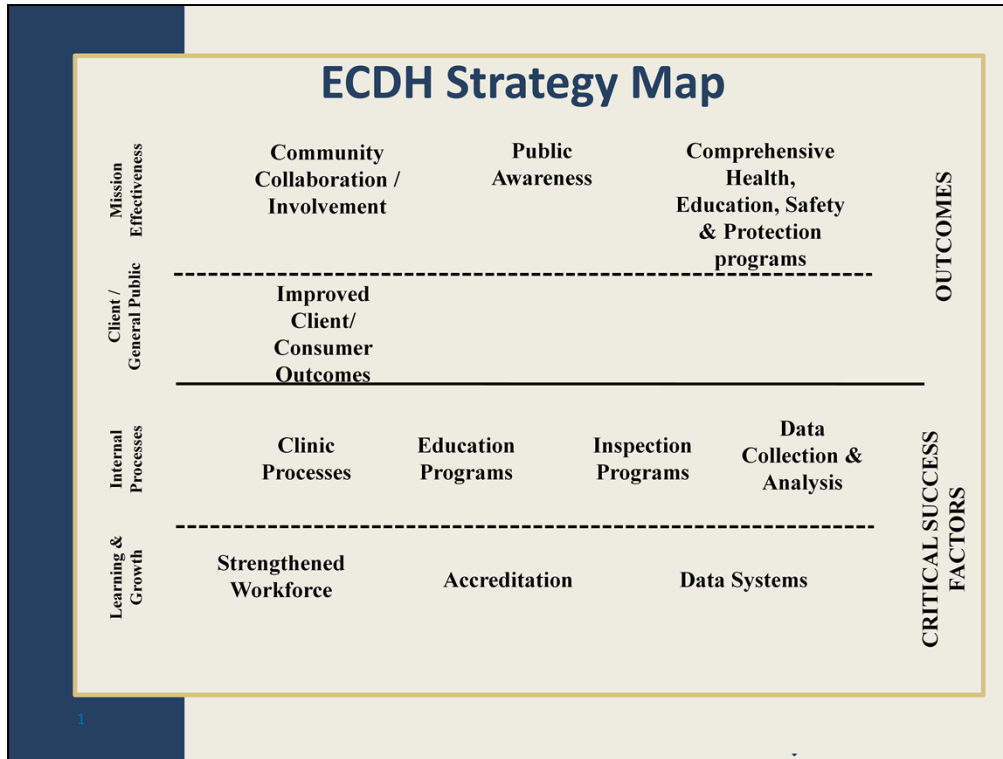 ECDH Strategy Map
Mission
Effectiveness
Community
Collaboration /
Involvement
Public
Awareness
Comprehensive
Health,
Education, Safety
& Protection
programs
OUTCOMES
Client /
General Public
Improved
Client/
Consumer
Outcomes
Internal
Processes
Clinic
Processes
Education
Programs
Inspection
Programs
Data
Collection &
Analysis
CRITICAL SUCCESS
FACTORS
Learning &
Growth
Strengthened
Workforce
Accreditation
Data Systems
1